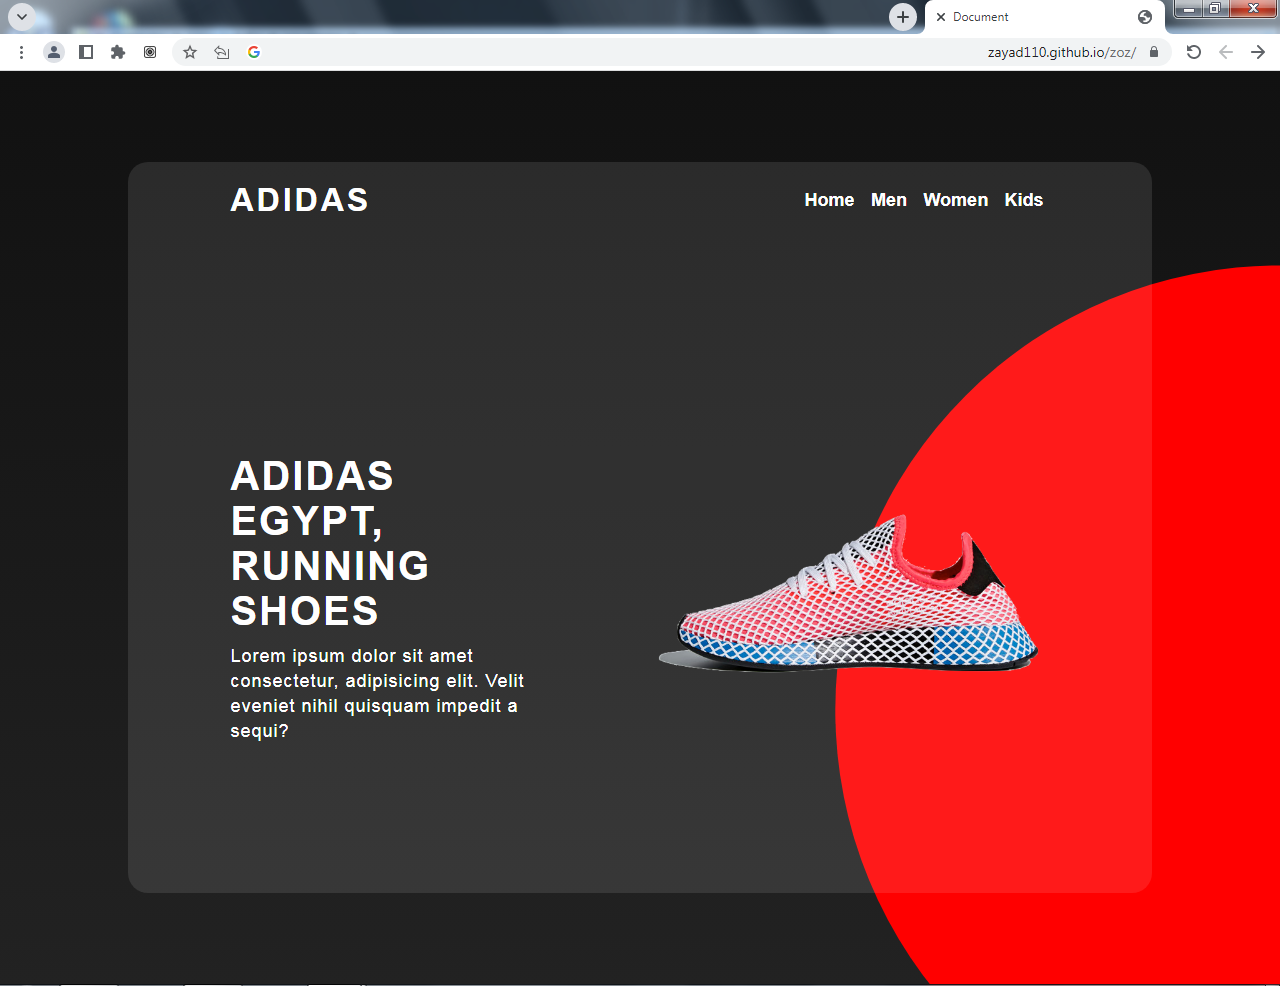 Document
zayad110.github.io/zoz/
ADIDAS
Home Men Women Kids
ADIDAS
EGYPT,
RUNNING
SHOES
Lorem ipsum dolor sit amet
consectetur, adipisicing elit. Velit
eveniet nihil quisquam impedit a
sequi?